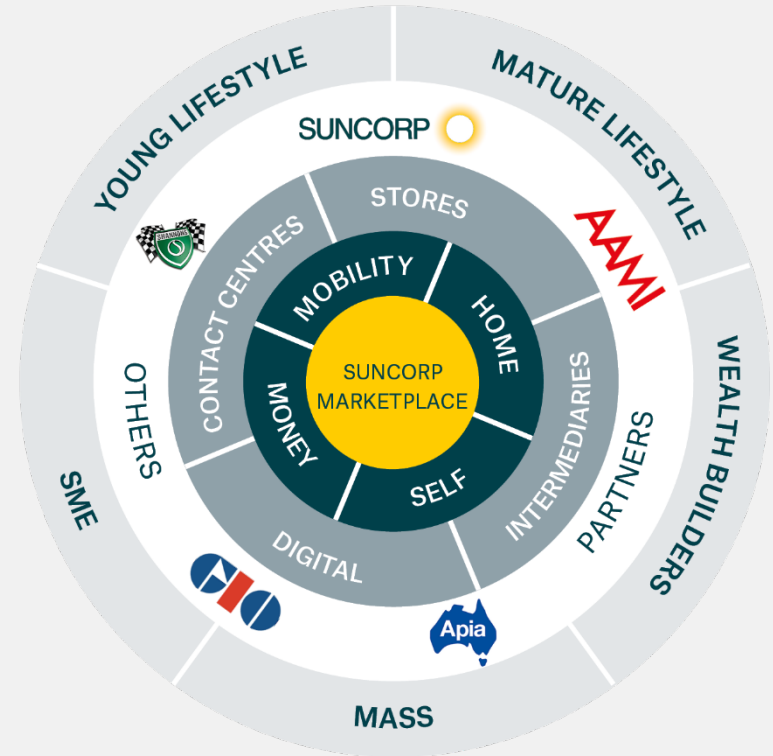 YOUNG LIFESTYLE
MATURE LIFESTYLE
WEALTH BUILDERS
MASS
SME
SUNCORP
AAMI
PARTNERS
Apia
GIO
OTHERS
SHANNONS
STORES
INTERMEDIARIES
DIGITAL
CONTACT CENTRES
MOBILITY
HOME
SELF
MONEY
SUNCORP
MARKETPLACE